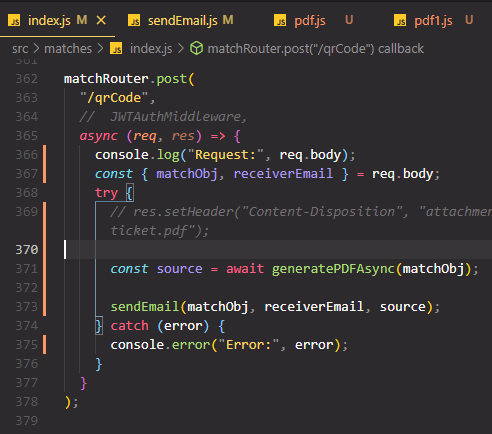 JS index.js M × JS sendEmail.js M JS pdf.js U JS pdf1.js U
src > matches > JS index.js > matchRouter.post("/qrCode") callback
361
362 matchRouter.post(
363 "/qrCode",
364 // JWTAuthMiddleware,
365 async (req, res) => {
366 console.log("Request:", req.body);
367 const { matchObj, receiverEmail } = req.body;
368 try {
369 // res.setHeader("Content-Disposition", "attachmen
ticket.pdf");
370
371 const source = await generatePDFAsync(matchObj);
372
373 sendEmail(matchObj, receiverEmail, source);
374 } catch (error) {
375 console.error("Error:", error);
376 }
377 }
378 );
379